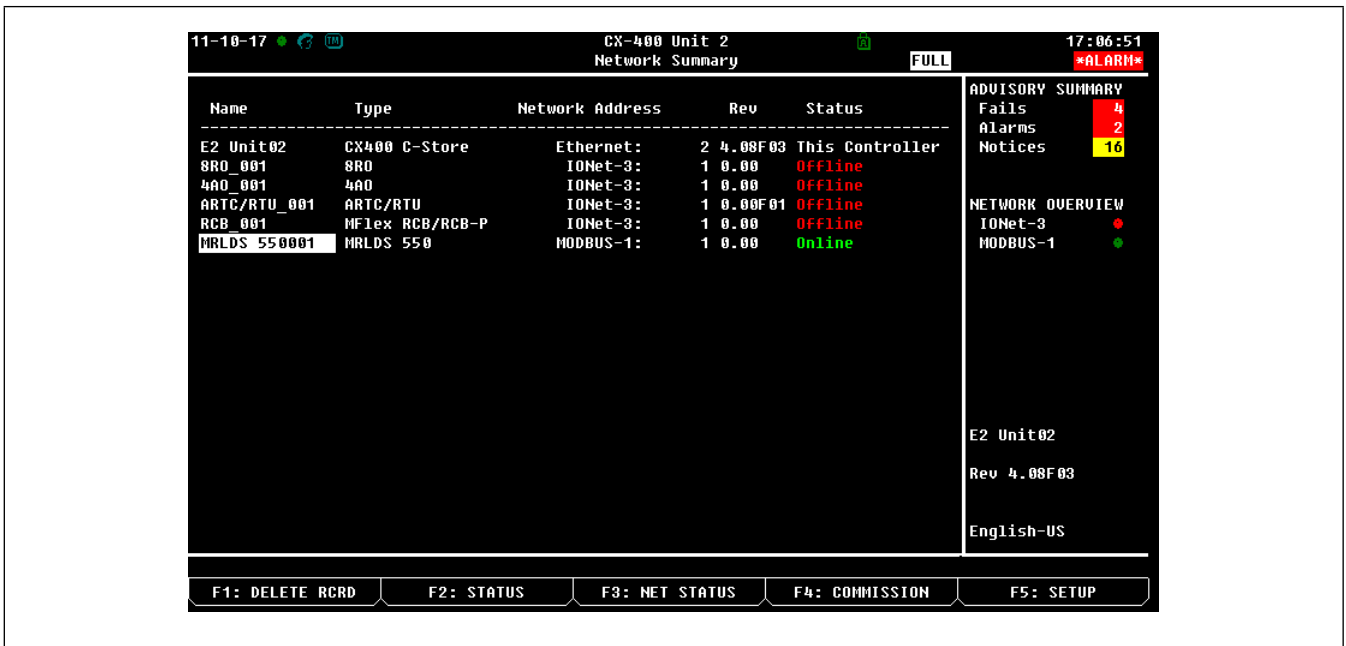 11-10-17 TM CX-400 Unit 2 R 17:06:51
Network Summary FULL *ALARM*
ADVISORY SUMMARY
Name Type Network Address Rev Status Fails 4
Alarms 2
E2 Unit02 CX400 C-Store Ethernet: 2 4.08F03 This Controller Notices 16
8RO_001 8RO IONet-3: 1 0.00 Offline
4AO_001 4AO IONet-3: 1 0.00 Offline
ARTC/RTU_001 ARTC/RTU IONet-3: 1 0.00F01 Offline NETWORK OVERVIEW
RCB_001 MFlex RCB/RCB-P IONet-3: 1 0.00 Offline IONet-3
MRLDS 550001 MRLDS 550 MODBUS-1: 1 0.00 Online MODBUS-1
E2 Unit02
Rev 4.08F03
English-US
F1: DELETE RCRD F2: STATUS F3: NET STATUS F4: COMMISSION F5: SETUP